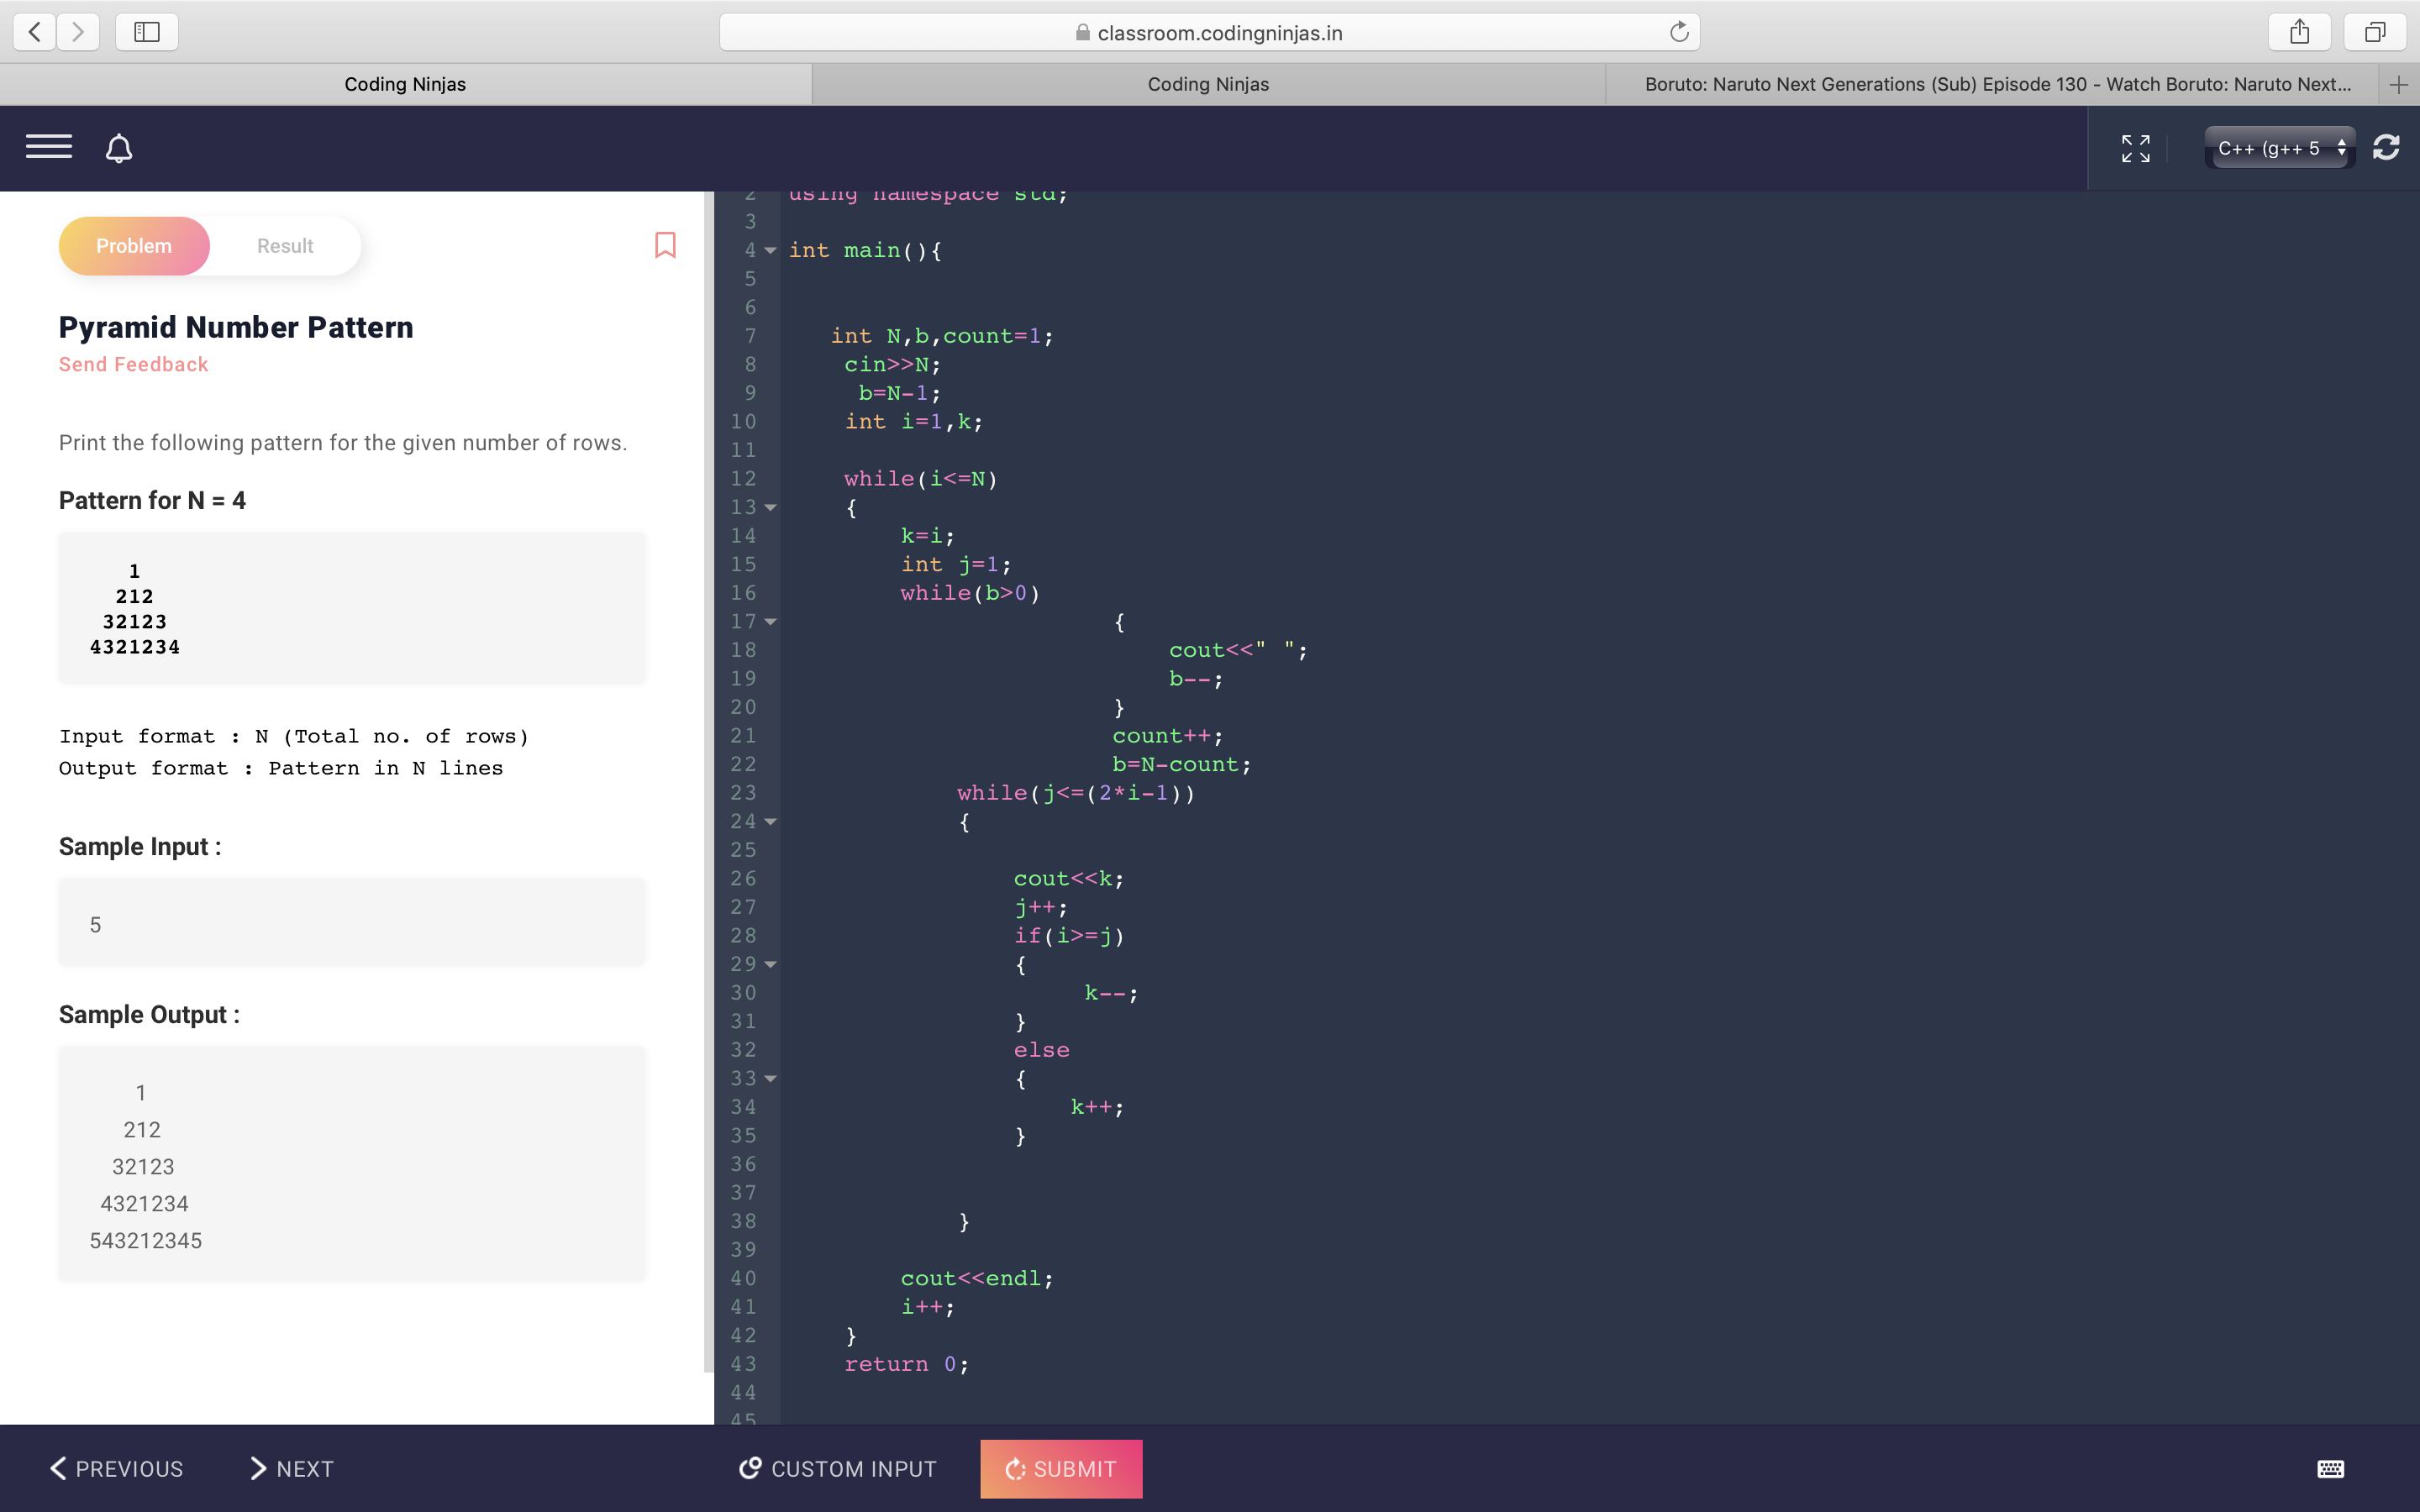 classroom.codingninjas.in
Coding Ninjas
Coding Ninjas
Boruto: Naruto Next Generations (Sub) Episode 130 - Watch Boruto: Naruto Next...
C++ (g++ 5
Problem
Result
Pyramid Number Pattern
Send Feedback
Print the following pattern for the given number of rows.
Pattern for N = 4
1
212
32123
4321234
Input format : N (Total no. of rows)
Output format : Pattern in N lines
Sample Input :
5
Sample Output :
1
212
32123
4321234
543212345
2 using namespace std;
3
4 int main(){
5
6
7 int N,b,count=1;
8 cin>>N;
9 b=N-1;
10 int i=1,k;
11
12 while(i<=N)
13 {
14 k=i;
15 int j=1;
16 while(b>0)
17 {
18 cout<<" ";
19 b--;
20 }
21 count++;
22 b=N-count;
23 while(j<=(2*i-1))
24 {
25
26 cout<<k;
27 j++;
28 if(i>=j)
29 {
30 k--;
31 }
32 else
33 {
34 k++;
35 }
36
37
38 }
39
40 cout<<endl;
41 i++;
42 }
43 return 0;
44
45
PREVIOUS
NEXT
CUSTOM INPUT
SUBMIT